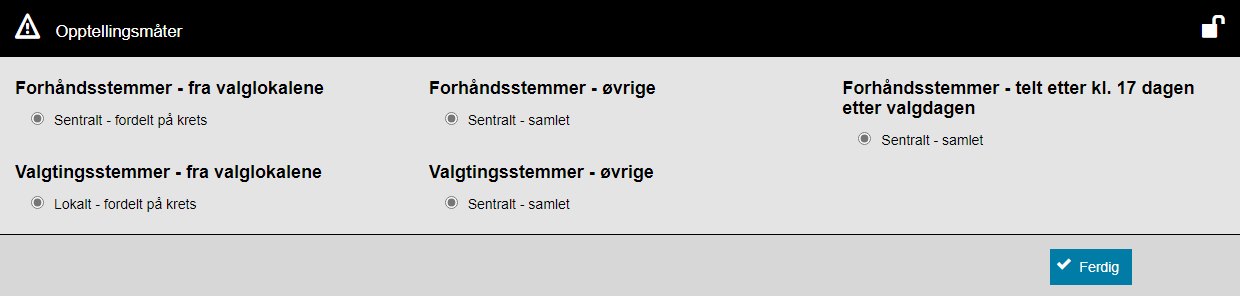 Opptellingsmåter
Forhåndsstemmer - fra valglokalene
Sentralt - fordelt på krets
Forhåndsstemmer - øvrige
Sentralt - samlet
Forhåndsstemmer - telt etter kl. 17 dagen
etter valgdagen
Sentralt - samlet
Valgtingsstemmer - fra valglokalene
Lokalt - fordelt på krets
Valgtingsstemmer - øvrige
Sentralt - samlet
Ferdig